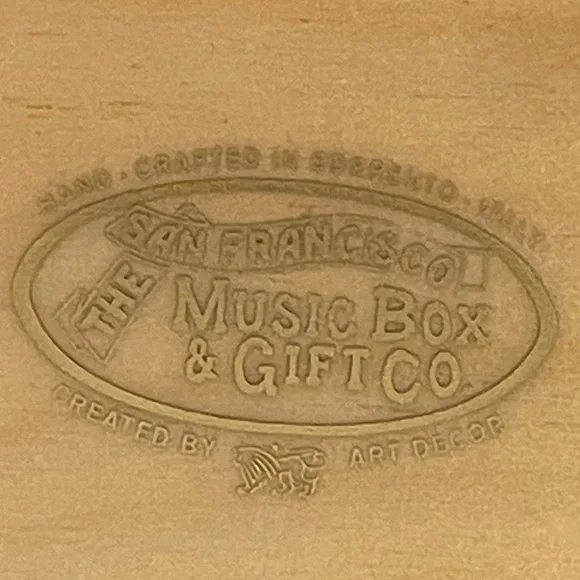 HAND · CRAFTED IN SORRENTO · ITALY
THE SAN FRANCISCO
MUSIC BOX
& GIFT CO
CREATED BY ART DECOR